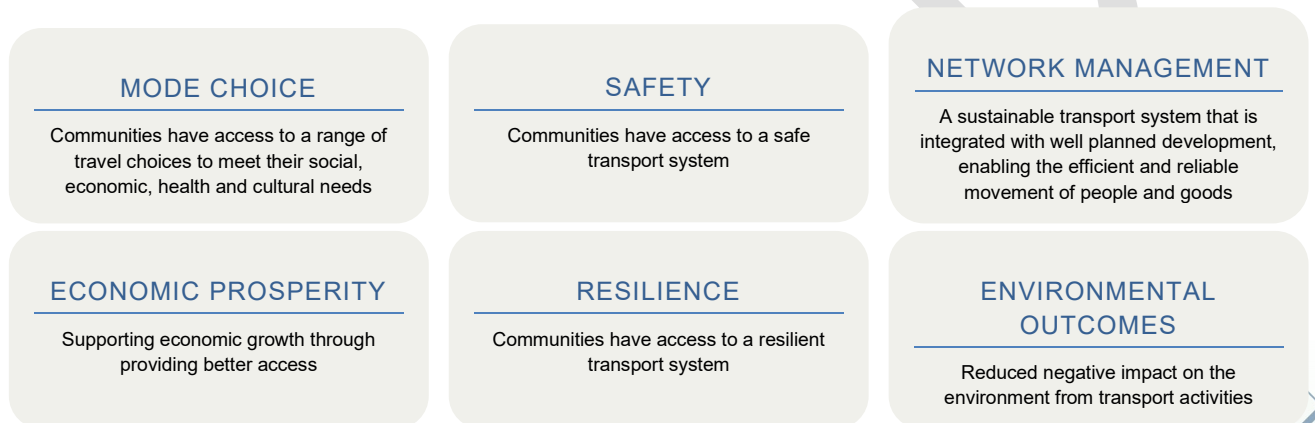 MODE CHOICE
Communities have access to a range of
travel choices to meet their social,
economic, health and cultural needs
SAFETY
Communities have access to a safe
transport system
NETWORK MANAGEMENT
A sustainable transport system that is
integrated with well planned development,
enabling the efficient and reliable
movement of people and goods
ECONOMIC PROSPERITY
Supporting economic growth through
providing better access
RESILIENCE
Communities have access to a resilient
transport system
ENVIRONMENTAL
OUTCOMES
Reduced negative impact on the
environment from transport activities